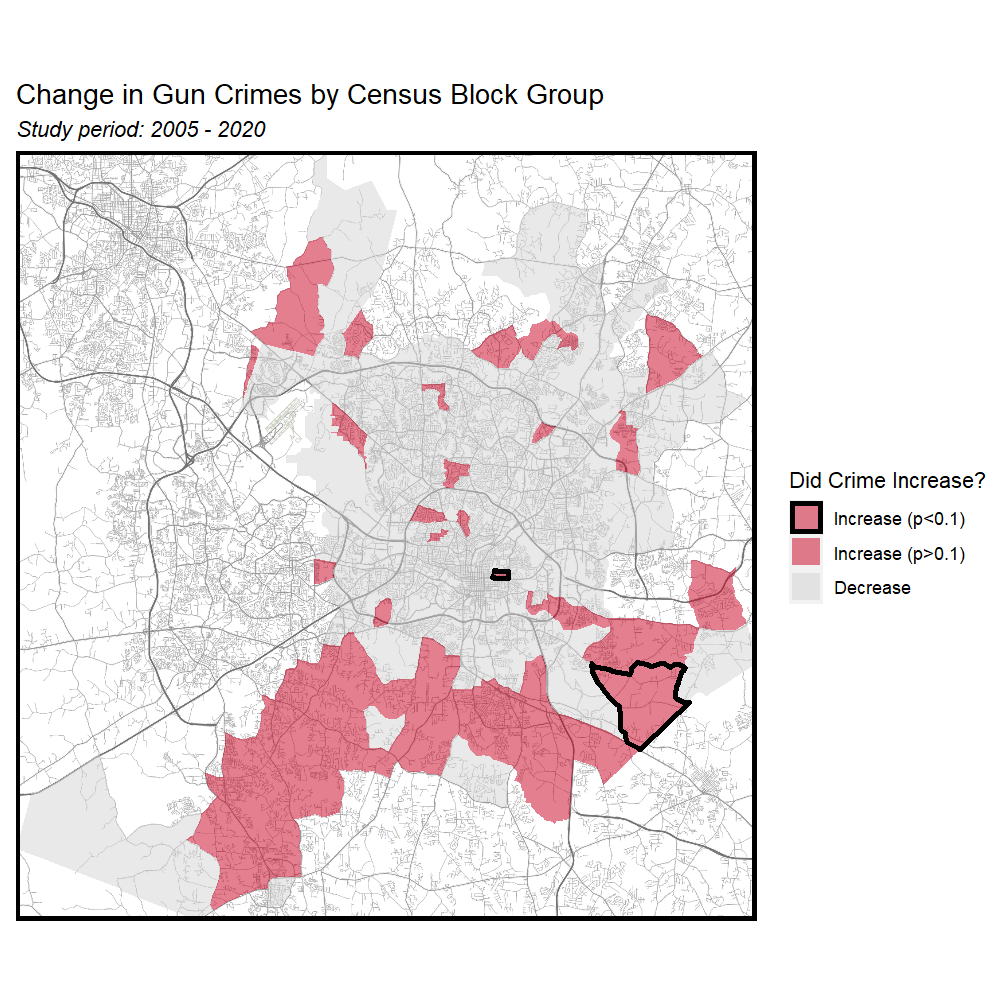 Change in Gun Crimes by Census Block Group
Study period: 2005 - 2020
Did Crime Increase?
Increase (p<0.1)
Increase (p>0.1)
Decrease